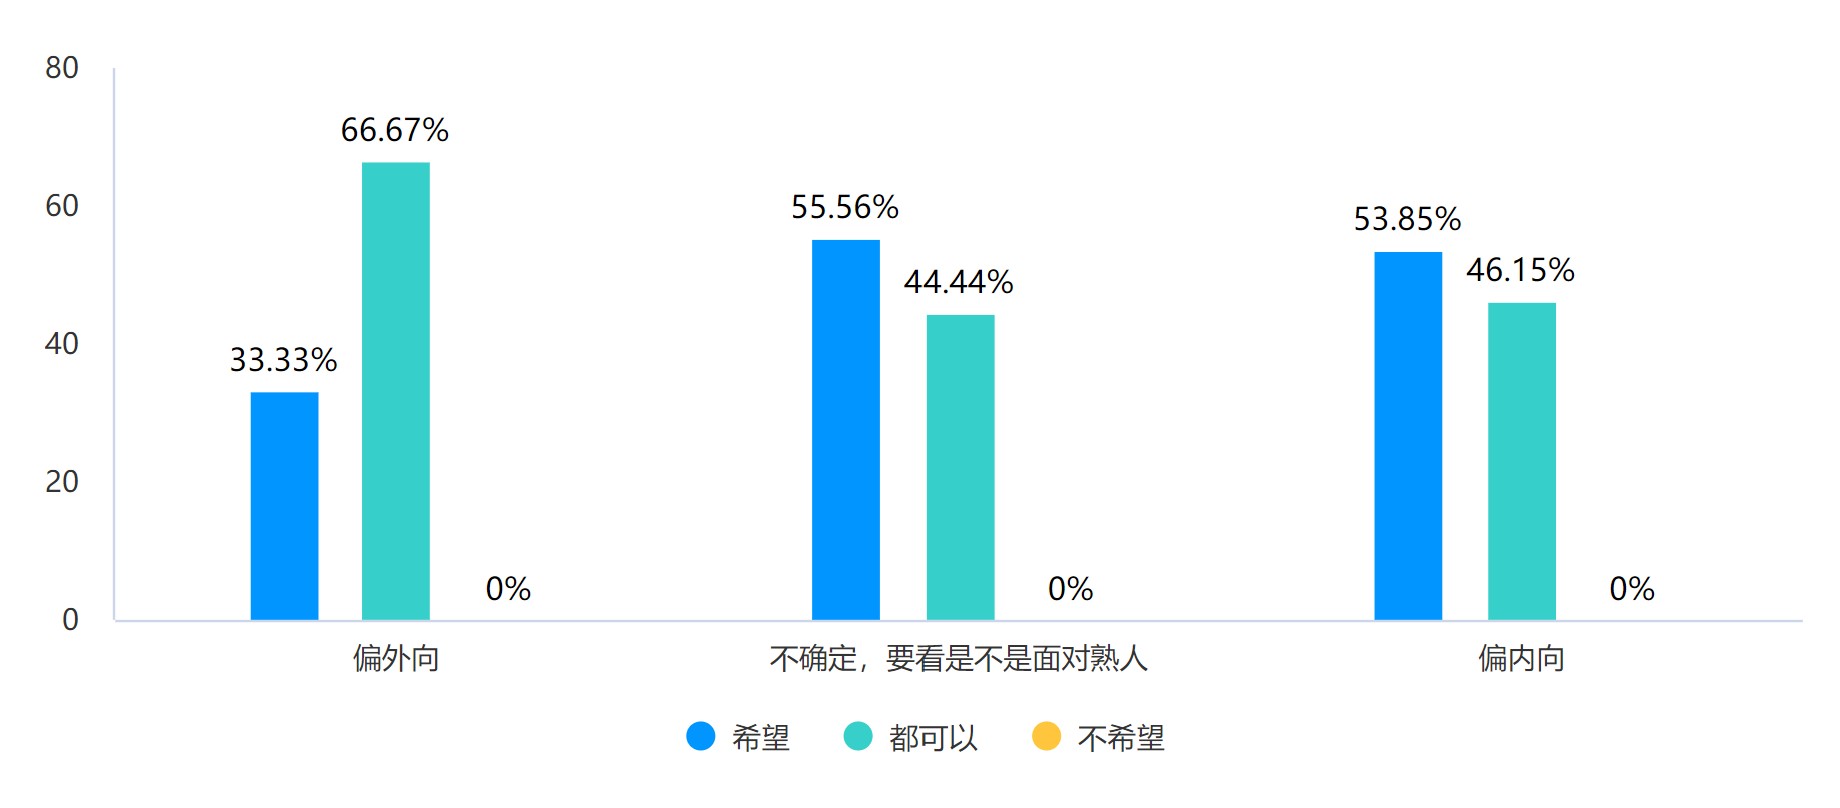 80
66.67%
60
55.56%
53.85%
44.44%
46.15%
40
33.33%
20
0%
0%
0%
0
偏外向
不确定，要看是不是面对熟人
偏内向
希望
都可以
不希望